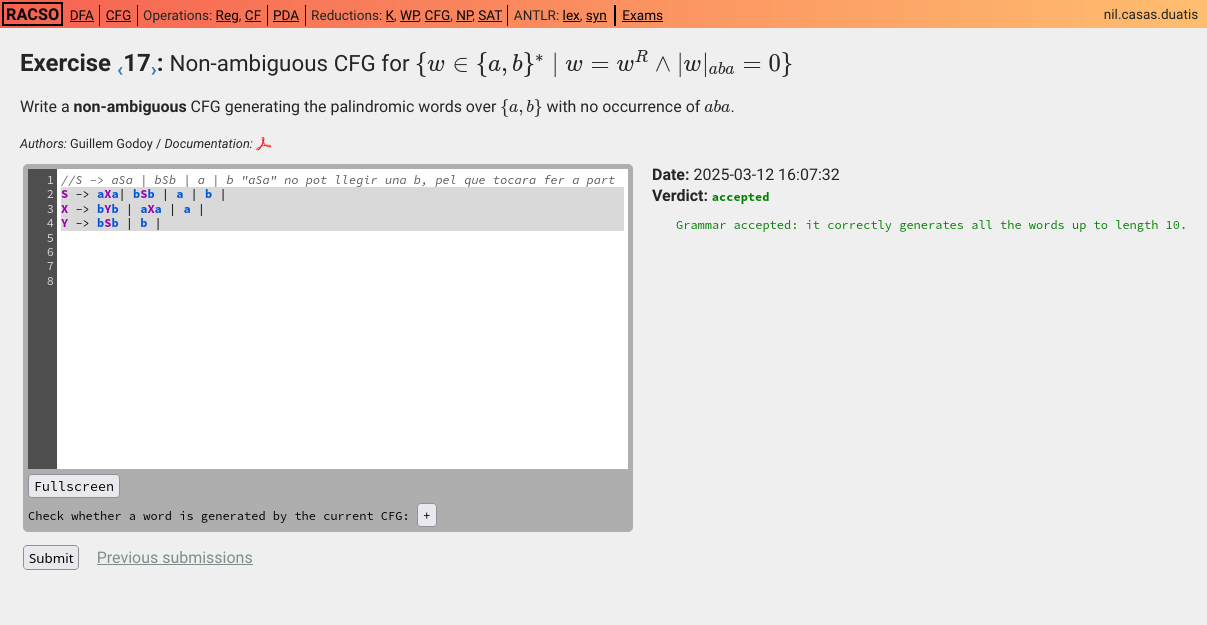 RACSO DFA CFG Operations: Reg, CF PDA Reductions: K, WP, CFG, NP, SAT ANTLR: lex, syn Exams nil.casas.duatis
Exercise ‹17›: Non-ambiguous CFG for {w ∈ {a, b}* | w = w^R ∧ |w|_{aba} = 0}
Write a non-ambiguous CFG generating the palindromic words over {a, b} with no occurrence of aba.
Authors: Guillem Godoy / Documentation:
1 //S -> aSa | bSb | a | b "aSa" no pot llegir una b, pel que tocara fer a part
2 S -> aXa| bSb | a | b |
3 X -> bYb | aXa | a |
4 Y -> bSb | b |
5
6
7
8
Fullscreen
Check whether a word is generated by the current CFG: +
Submit Previous submissions
Date: 2025-03-12 16:07:32
Verdict: accepted
Grammar accepted: it correctly generates all the words up to length 10.